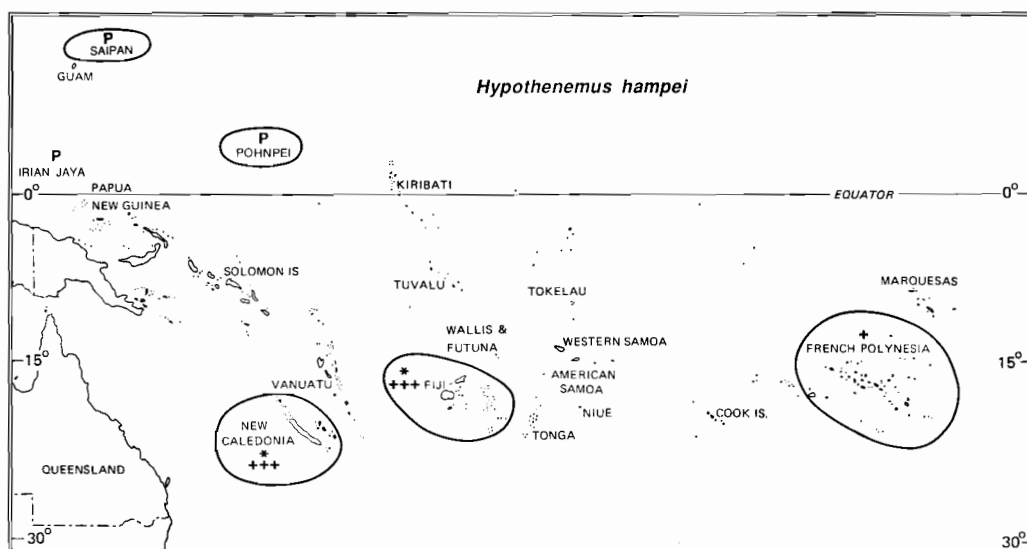 P
SAIPAN
GUAM
Hypothenemus hampei
P
POHNPEI
P
IRIAN JAYA
PAPUA
NEW GUINEA
KIRIBATI
0°
EQUATOR
0°
SOLOMON IS
TUVALU
TOKELAU
MARQUESAS
WALLIS &
FUTUNA
WESTERN SAMOA
+
FRENCH POLYNESIA
15°
15°
VANUATU
*
+++ FIJI
AMERICAN
SAMOA
NIUE
COOK IS.
TONGA
NEW
CALEDONIA
*
+++
QUEENSLAND
30°
30°